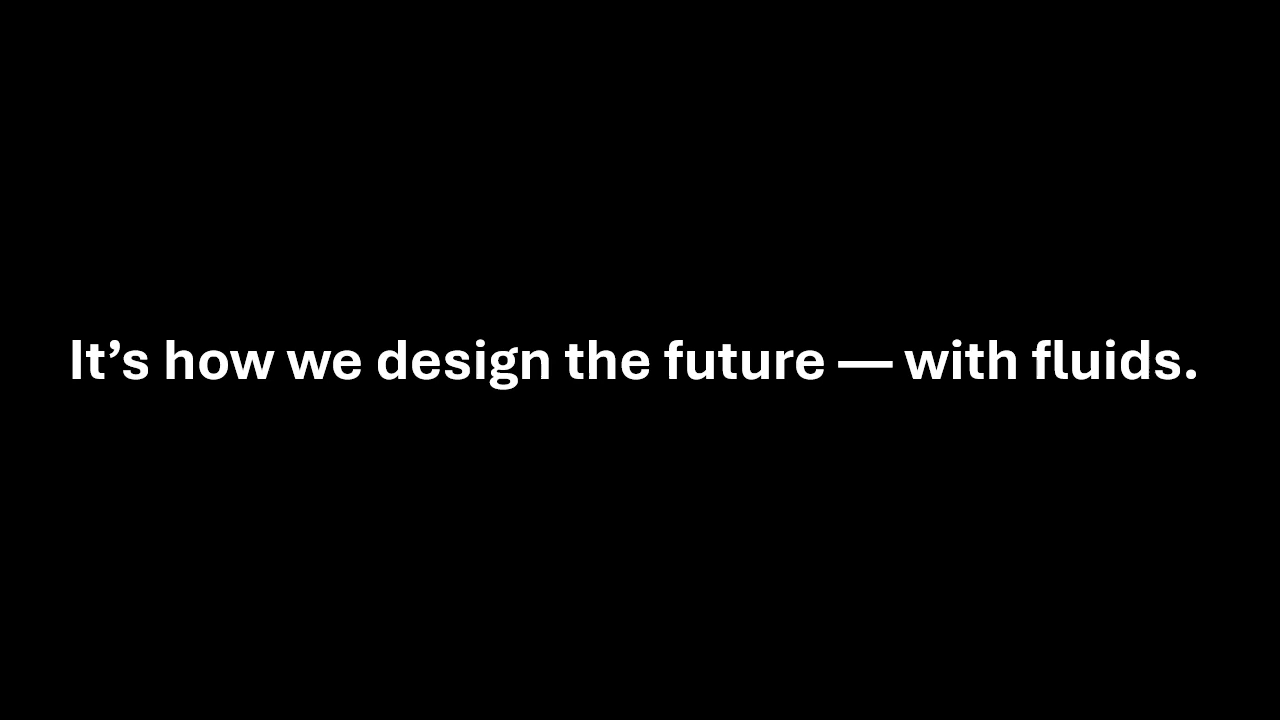 It’s how we design the future — with fluids.